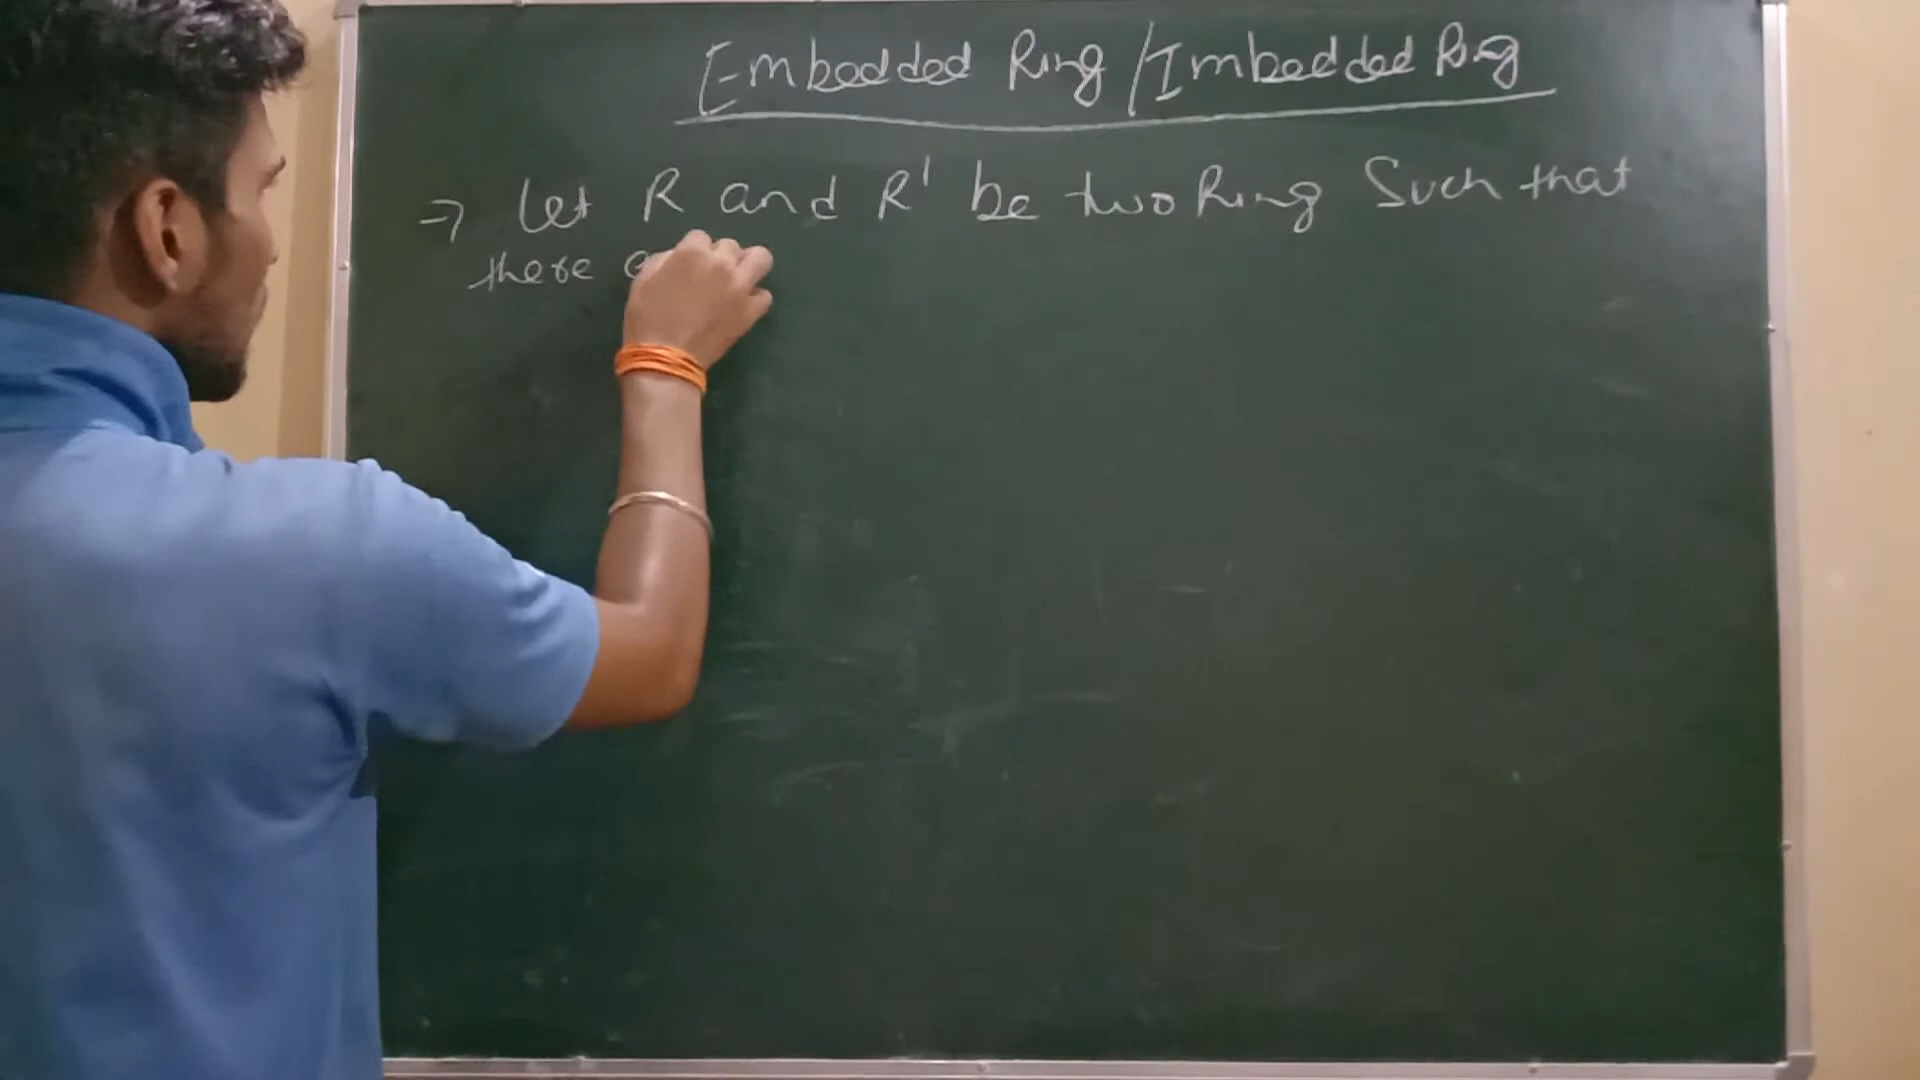 Embedded Ring/Imbedded Ring
→ Let R and R' be two Ring Such that
there